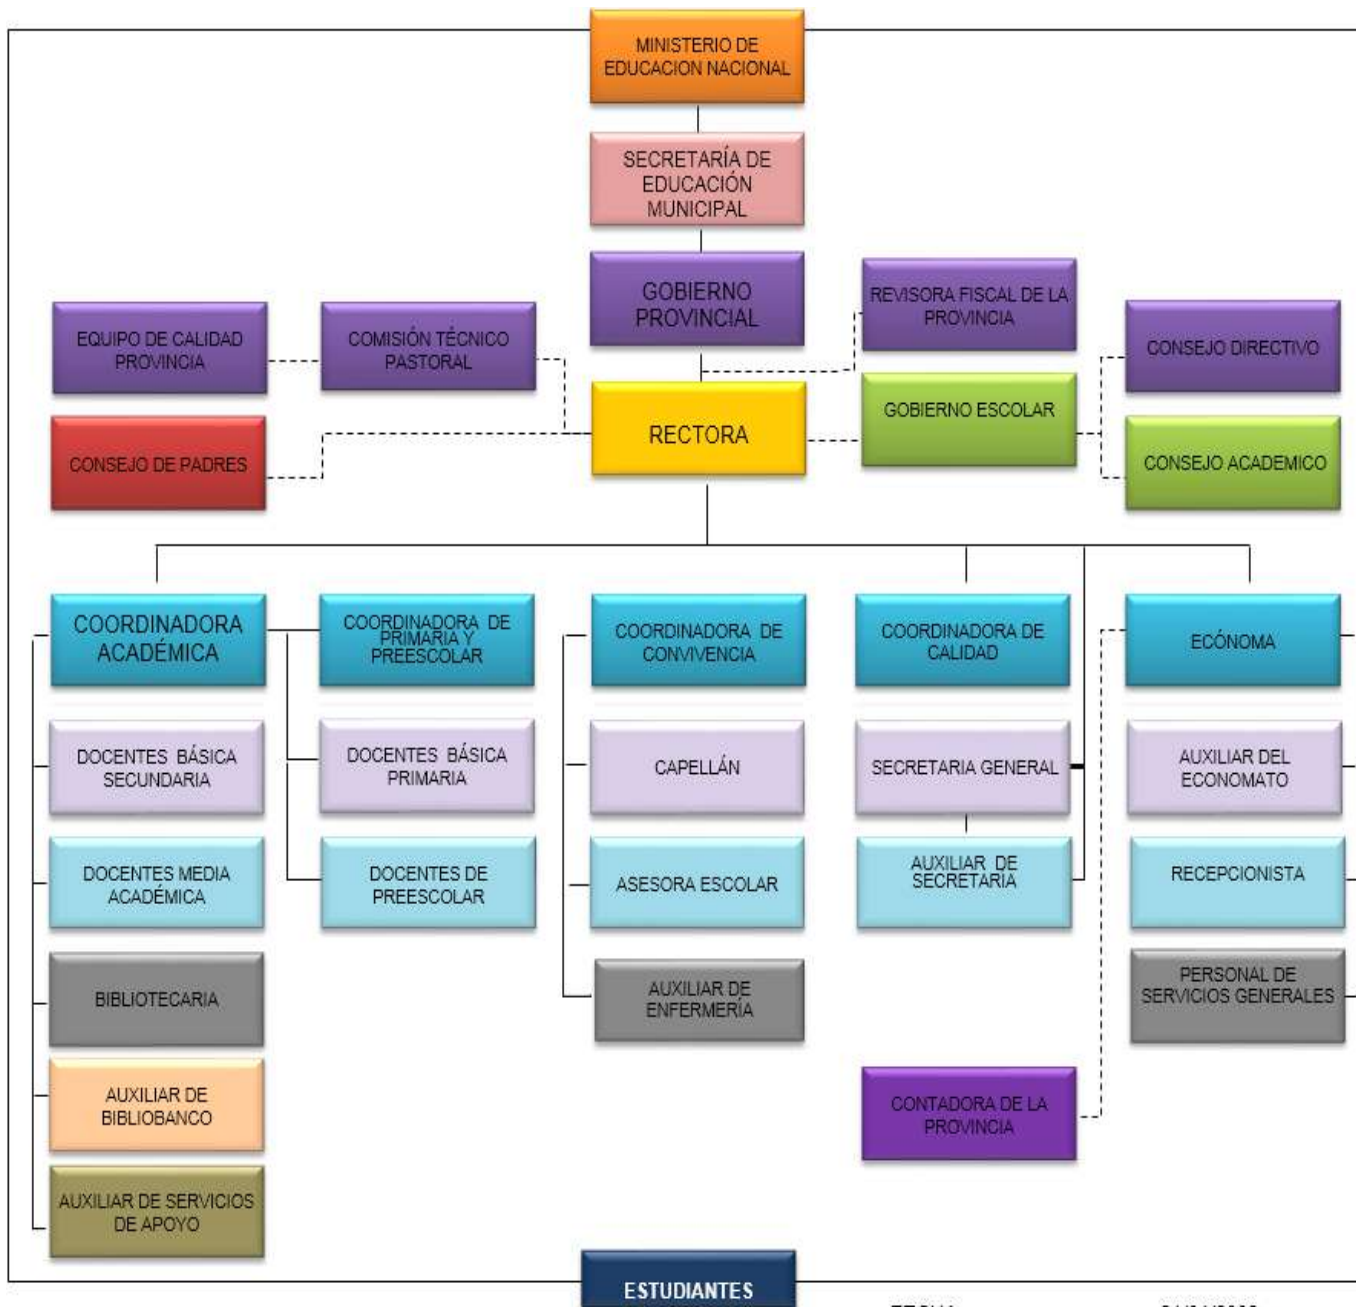 MINISTERIO DE
EDUCACION NACIONAL
SECRETARÍA DE
EDUCACIÓN
MUNICIPAL
GOBIERNO
PROVINCIAL
REVISORA FISCAL DE LA
PROVINCIA
EQUIPO DE CALIDAD
PROVINCIA
COMISIÓN TÉCNICO
PASTORAL
CONSEJO DIRECTIVO
RECTORA
GOBIERNO ESCOLAR
CONSEJO DE PADRES
CONSEJO ACADEMICO
COORDINADORA
ACADÉMICA
COORDINADORA DE
PRIMARIA Y
PREESCOLAR
COORDINADORA DE
CONVIVENCIA
COORDINADORA DE
CALIDAD
ECÓNOMA
DOCENTES BÁSICA
SECUNDARIA
DOCENTES BÁSICA
PRIMARIA
CAPELLÁN
SECRETARIA GENERAL
AUXILIAR DEL
ECONOMATO
DOCENTES MEDIA
ACADÉMICA
DOCENTES DE
PREESCOLAR
ASESORA ESCOLAR
AUXILIAR DE
SECRETARIA
RECEPCIONISTA
BIBLIOTECARIA
AUXILIAR DE
ENFERMERÍA
PERSONAL DE
SERVICIOS GENERALES
AUXILIAR DE
BIBLIOBANCO
CONTADORA DE LA
PROVINCIA
AUXILIAR DE SERVICIOS
DE APOYO
ESTUDIANTES